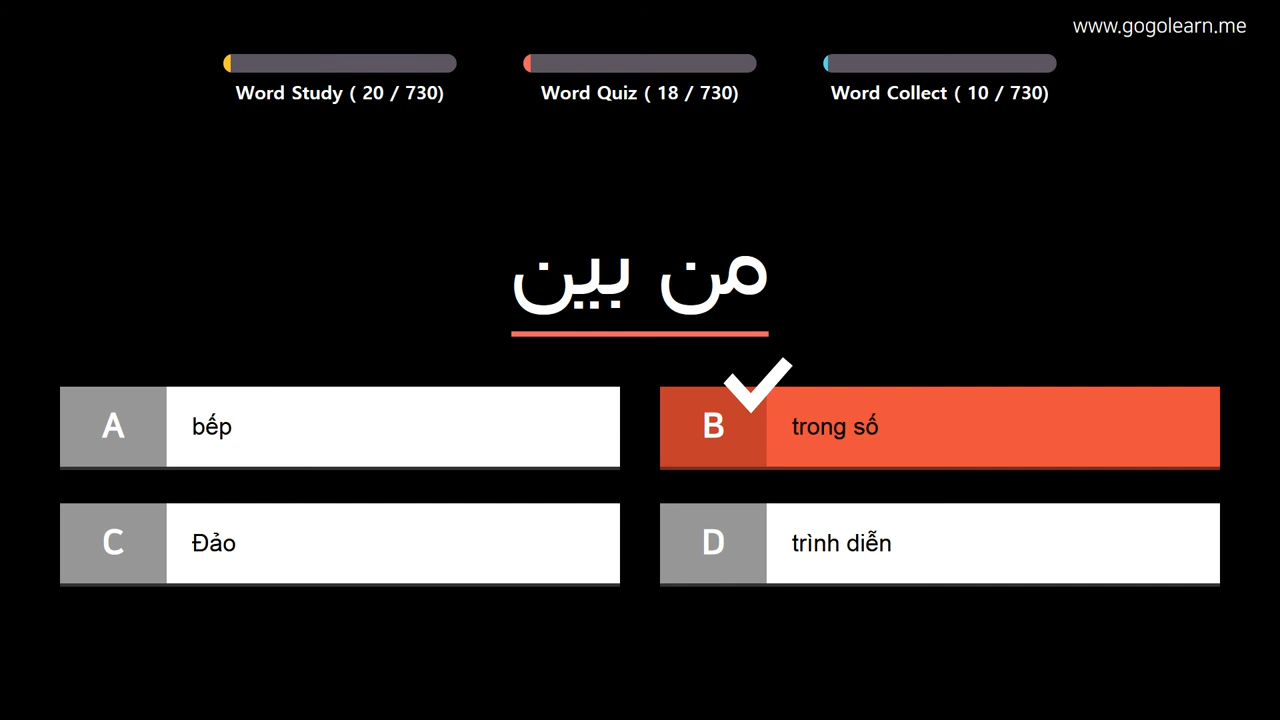 www.gogolearn.me
Word Study ( 20 / 730)
Word Quiz ( 18 / 730)
Word Collect ( 10 / 730)
من بين
A bếp
B trong số
C Đảo
D trình diễn